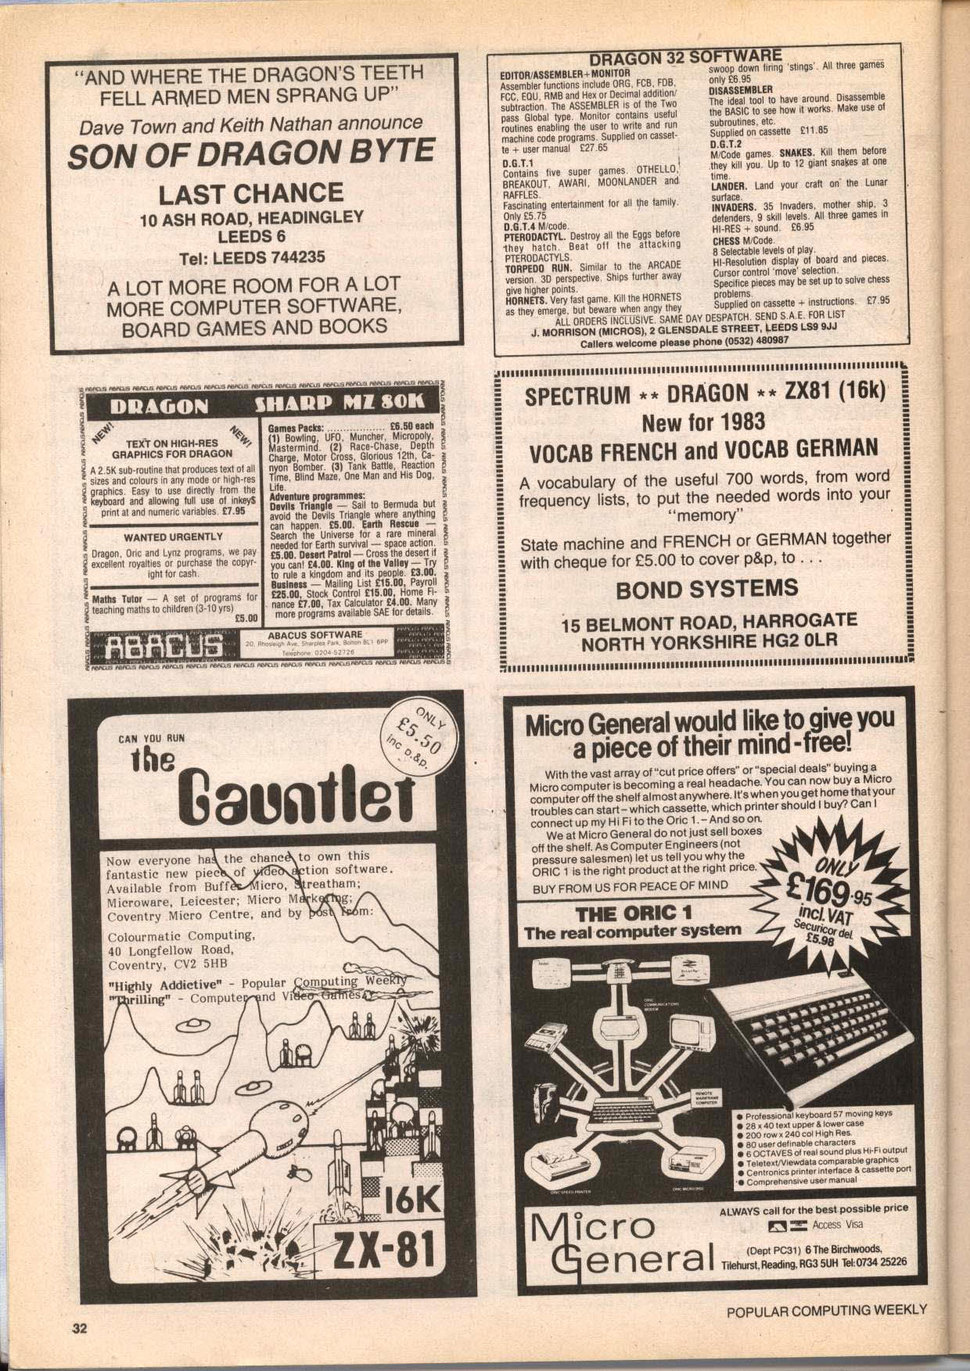 "AND WHERE THE DRAGON'S TEETH
FELL ARMED MEN SPRANG UP"
Dave Town and Keith Nathan announce
SON OF DRAGON BYTE
LAST CHANCE
10 ASH ROAD, HEADINGLEY
LEEDS 6
Tel: LEEDS 744235
A LOT MORE ROOM FOR A LOT
MORE COMPUTER SOFTWARE,
BOARD GAMES AND BOOKS
DRAGON 32 SOFTWARE
EDITOR/ASSEMBLER + MONITOR
Assembler functions include ORG, FCB, FDB,
FCC, EQU, RMB and Hex or Decimal addition/
subtraction. The ASSEMBLER is of the Two
pass Global type. Monitor contains useful
routines enabling the user to write and run
machine code programs. Supplied on casset-
te + user manual £27.65
D.G.T.1
Contains five super games. OTHELLO,
BREAKOUT, AWARI, MOONLANDER and
RAFFLES.
Fascinating entertainment for all the family.
Only £5.75
D.G.T.4 M/code.
PTERODACTYL. Destroy all the Eggs before
they hatch. Beat off the attacking
PTERODACTYLS.
TORPEDO RUN. Similar to the ARCADE
version. 3D perspective. Ships further away
give higher points.
HORNETS. Very fast game. Kill the HORNETS
as they emerge, but beware when angy they
swoop down firing 'stings'. All three games
only £6.95
DISASSEMBLER
The ideal tool to have around. Disassemble
the BASIC to see how it works. Make use of
subroutines, etc.
Supplied on cassette £11.85
D.G.T.2
M/Code games. SNAKES. Kill them before
they kill you. Up to 12 giant snakes at one
time.
LANDER. Land your craft on the Lunar
surface.
INVADERS. 35 Invaders, mother ship, 3
defenders, 9 skill levels. All three games in
HI-RES + sound. £6.95
CHESS M/Code.
8 Selectable levels of play.
HI-Resolution display of board and pieces.
Cursor control 'move' selection.
Specifice pieces may be set up to solve chess
problems.
Supplied on cassette + instructions. £7.95
ALL ORDERS INCLUSIVE. SAME DAY DESPATCH. SEND S.A.E. FOR LIST
J. MORRISON (MICROS), 2 GLENSDALE STREET, LEEDS LS9 9JJ
Callers welcome please phone (0532) 480987
DRAGON SHARP MZ 80K
NEW! NEW!
TEXT ON HIGH-RES
GRAPHICS FOR DRAGON
A 2.5K sub-routine that produces text of all
sizes and colours in any mode or high-res
graphics. Easy to use directly from the
keyboard and allowing full use of inkey$
print at and numeric variables. £7.95
WANTED URGENTLY
Dragon, Oric and Lynz programs, we pay
excellent royalties or purchase the copyr-
ight for cash.
Maths Tutor — A set of programs for
teaching maths to children (3-10 yrs)
£5.00
Games Packs: ................. £6.50 each
(1) Bowling, UFO, Muncher, Micropoly,
Mastermind. (2) Race-Chase, Depth
Charge, Motor Cross, Glorious 12th, Ca-
nyon Bomber. (3) Tank Battle, Reaction
Time, Blind Maze, One Man and His Dog,
Life.
Adventure programmes:
Devils Triangle — Sail to Bermuda but
avoid the Devils Triangle where anything
can happen. £5.00. Earth Rescue —
Search the Universe for a rare mineral
needed for Earth survival — space action.
£5.00. Desert Patrol — Cross the desert if
you can! £4.00. King of the Valley — Try
to rule a kingdom and its people. £3.00.
Business — Mailing List £15.00, Payroll
£25.00, Stock Control £15.00, Home Fi-
nance £7.00, Tax Calculator £4.00. Many
more programs available SAE for details.
ABACUS
ABACUS SOFTWARE
20, Rhosleigh Ave, Sharples Park, Bolton BL1 6PP
Telephone: 0204-52726
SPECTRUM ** DRAGON ** ZX81 (16k)
New for 1983
VOCAB FRENCH and VOCAB GERMAN
A vocabulary of the useful 700 words, from word
frequency lists, to put the needed words into your
"memory"
State machine and FRENCH or GERMAN together
with cheque for £5.00 to cover p&p, to . . .
BOND SYSTEMS
15 BELMONT ROAD, HARROGATE
NORTH YORKSHIRE HG2 0LR
ONLY
£5.50
inc p.&p.
CAN YOU RUN
the
Gauntlet
Now everyone has the chance to own this
fantastic new piece of video action software.
Available from Buffer Micro, Streatham;
Microware, Leicester; Micro Marketing;
Coventry Micro Centre, and by post from:
Colourmatic Computing,
40 Longfellow Road,
Coventry, CV2 5HB
"Highly Addictive" - Popular Computing Weekly
"Thrilling" - Computer and Video Games.
16K
ZX-81
Micro General would like to give you
a piece of their mind-free!
With the vast array of "cut price offers" or "special deals" buying a
Micro computer is becoming a real headache. You can now buy a Micro
computer off the shelf almost anywhere. It's when you get home that your
troubles can start – which cassette, which printer should I buy? Can I
connect up my Hi Fi to the Oric 1. – And so on.
We at Micro General do not just sell boxes
off the shelf. As Computer Engineers (not
pressure salesmen) let us tell you why the
ORIC 1 is the right product at the right price.
BUY FROM US FOR PEACE OF MIND
ONLY
£169.95
incl. VAT
Securicor del.
£5.98
THE ORIC 1
The real computer system
ORIC
COMMUNICATIONS
MODEM
REMOTE
MAINFRAME
COMPUTER
● Professional keyboard 57 moving keys
● 28 x 40 text upper & lower case
● 200 row x 240 col High Res.
● 80 user definable characters
● 6 OCTAVES of real sound plus Hi-Fi output
● Teletext/Viewdata comparable graphics
● Centronics printer interface & cassette port
● Comprehensive user manual
Micro
General
ALWAYS call for the best possible price
Access Visa
(Dept PC31) 6 The Birchwoods,
Tilehurst, Reading, RG3 5UH Tel: 0734 25226
POPULAR COMPUTING WEEKLY
32